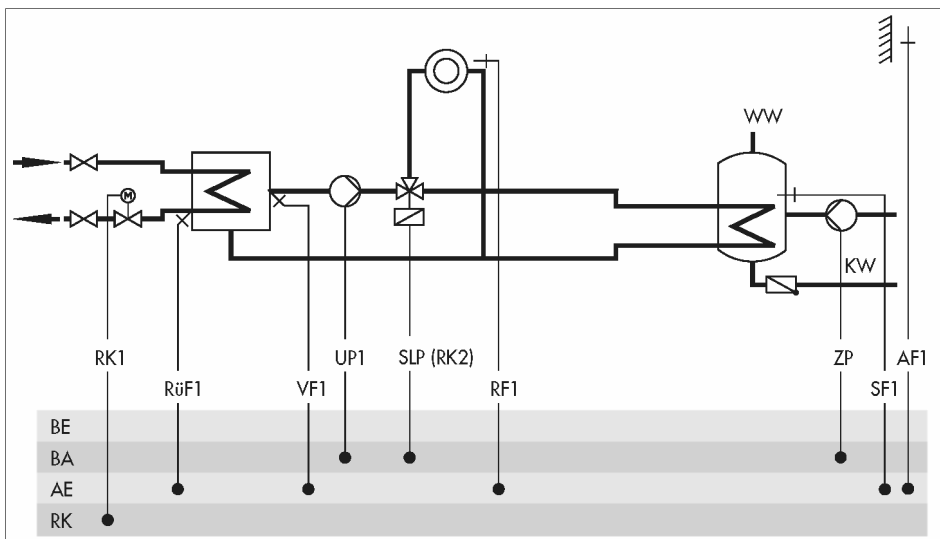 WW
M
KW
RK1
UP1
SLP (RK2)
ZP
AF1
RüF1
VF1
RF1
SF1
BE
BA
AE
RK